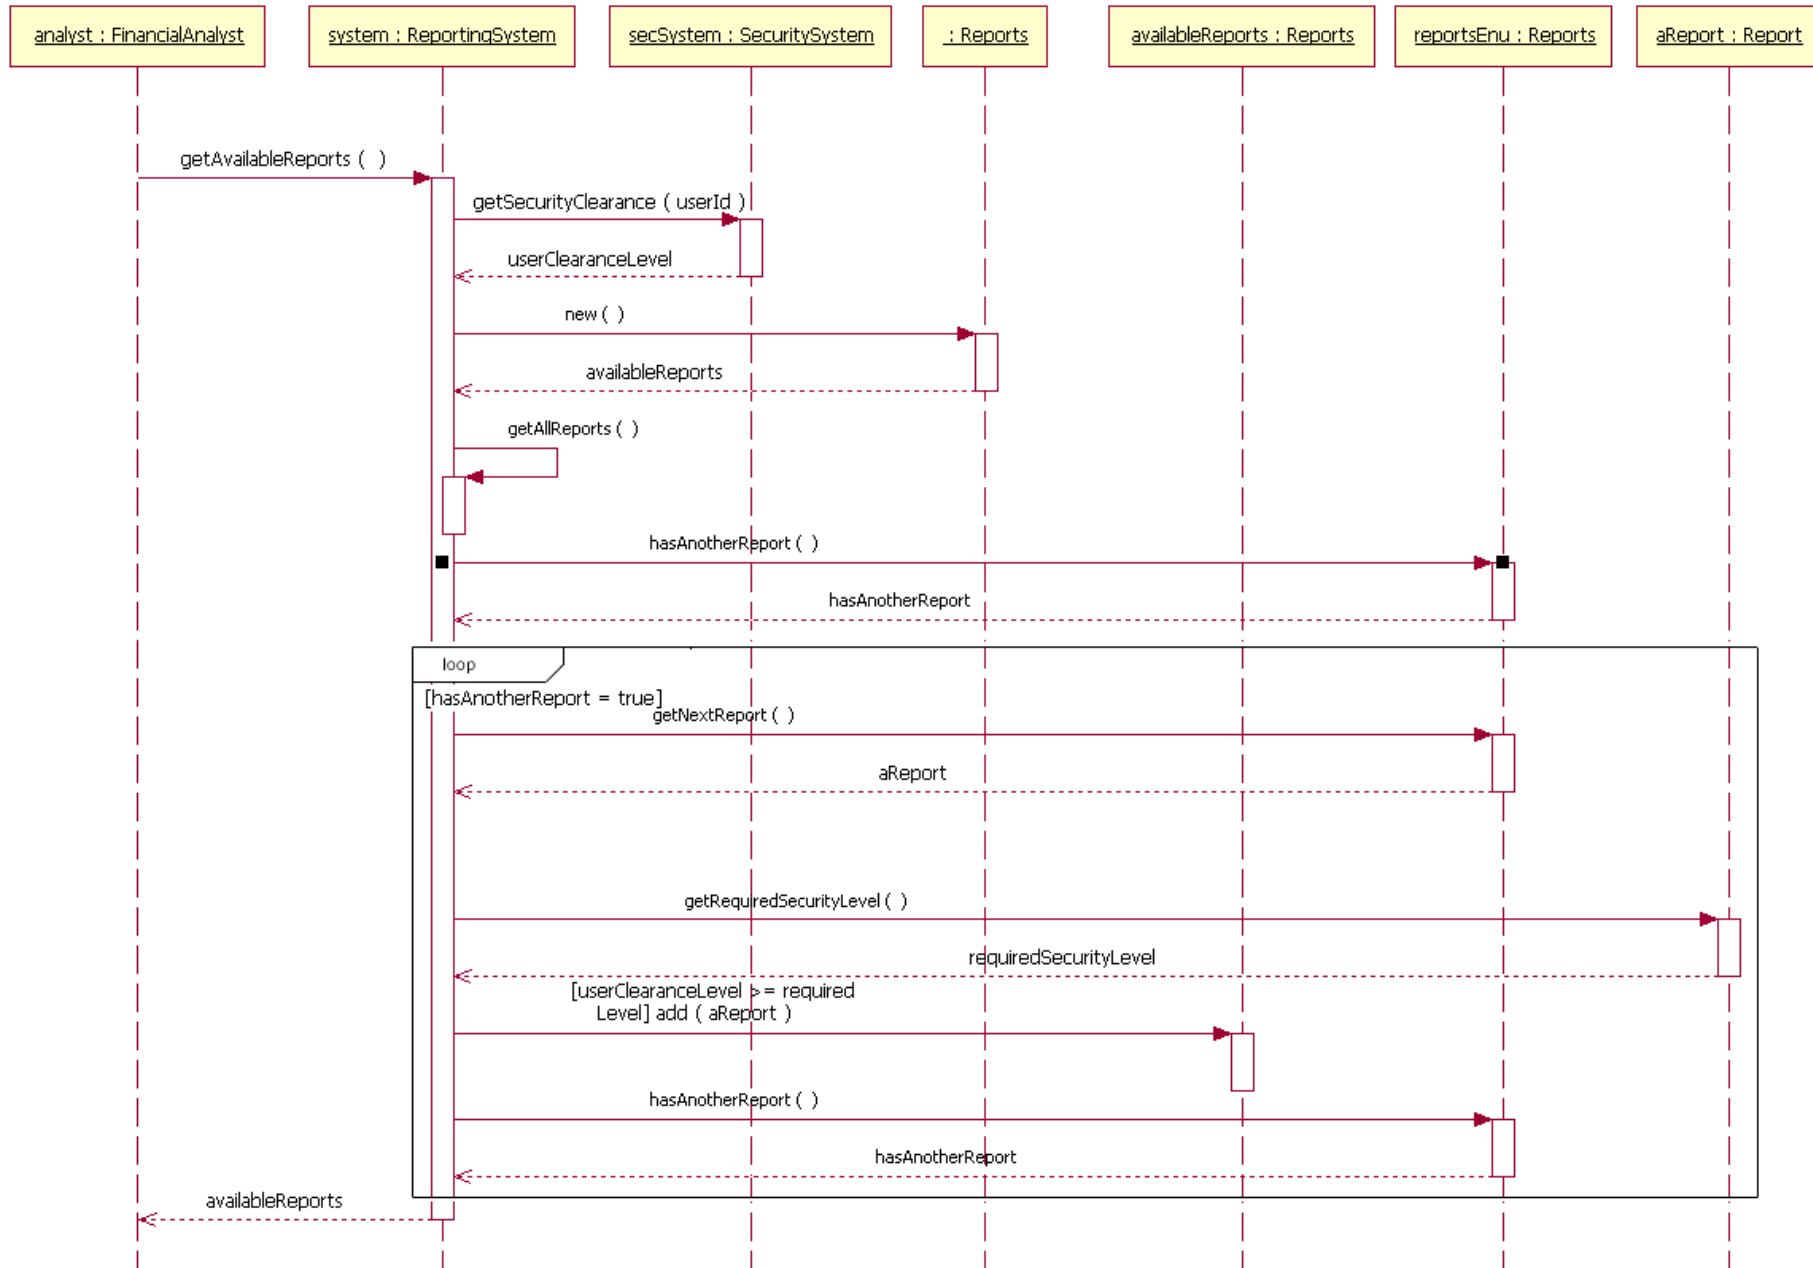 analyst : FinancialAnalyst
system : ReportingSystem
secSystem : SecuritySystem
: Reports
availableReports : Reports
reportsEnu : Reports
aReport : Report
getAvailableReports ( )
getSecurityClearance ( userId )
userClearanceLevel
new ( )
availableReports
getAllReports ( )
hasAnotherReport ( )
hasAnotherReport
loop
[hasAnotherReport = true]
getNextReport ( )
aReport
getRequiredSecurityLevel ( )
requiredSecurityLevel
[userClearanceLevel >= required
Level] add ( aReport )
hasAnotherReport ( )
hasAnotherReport
availableReports